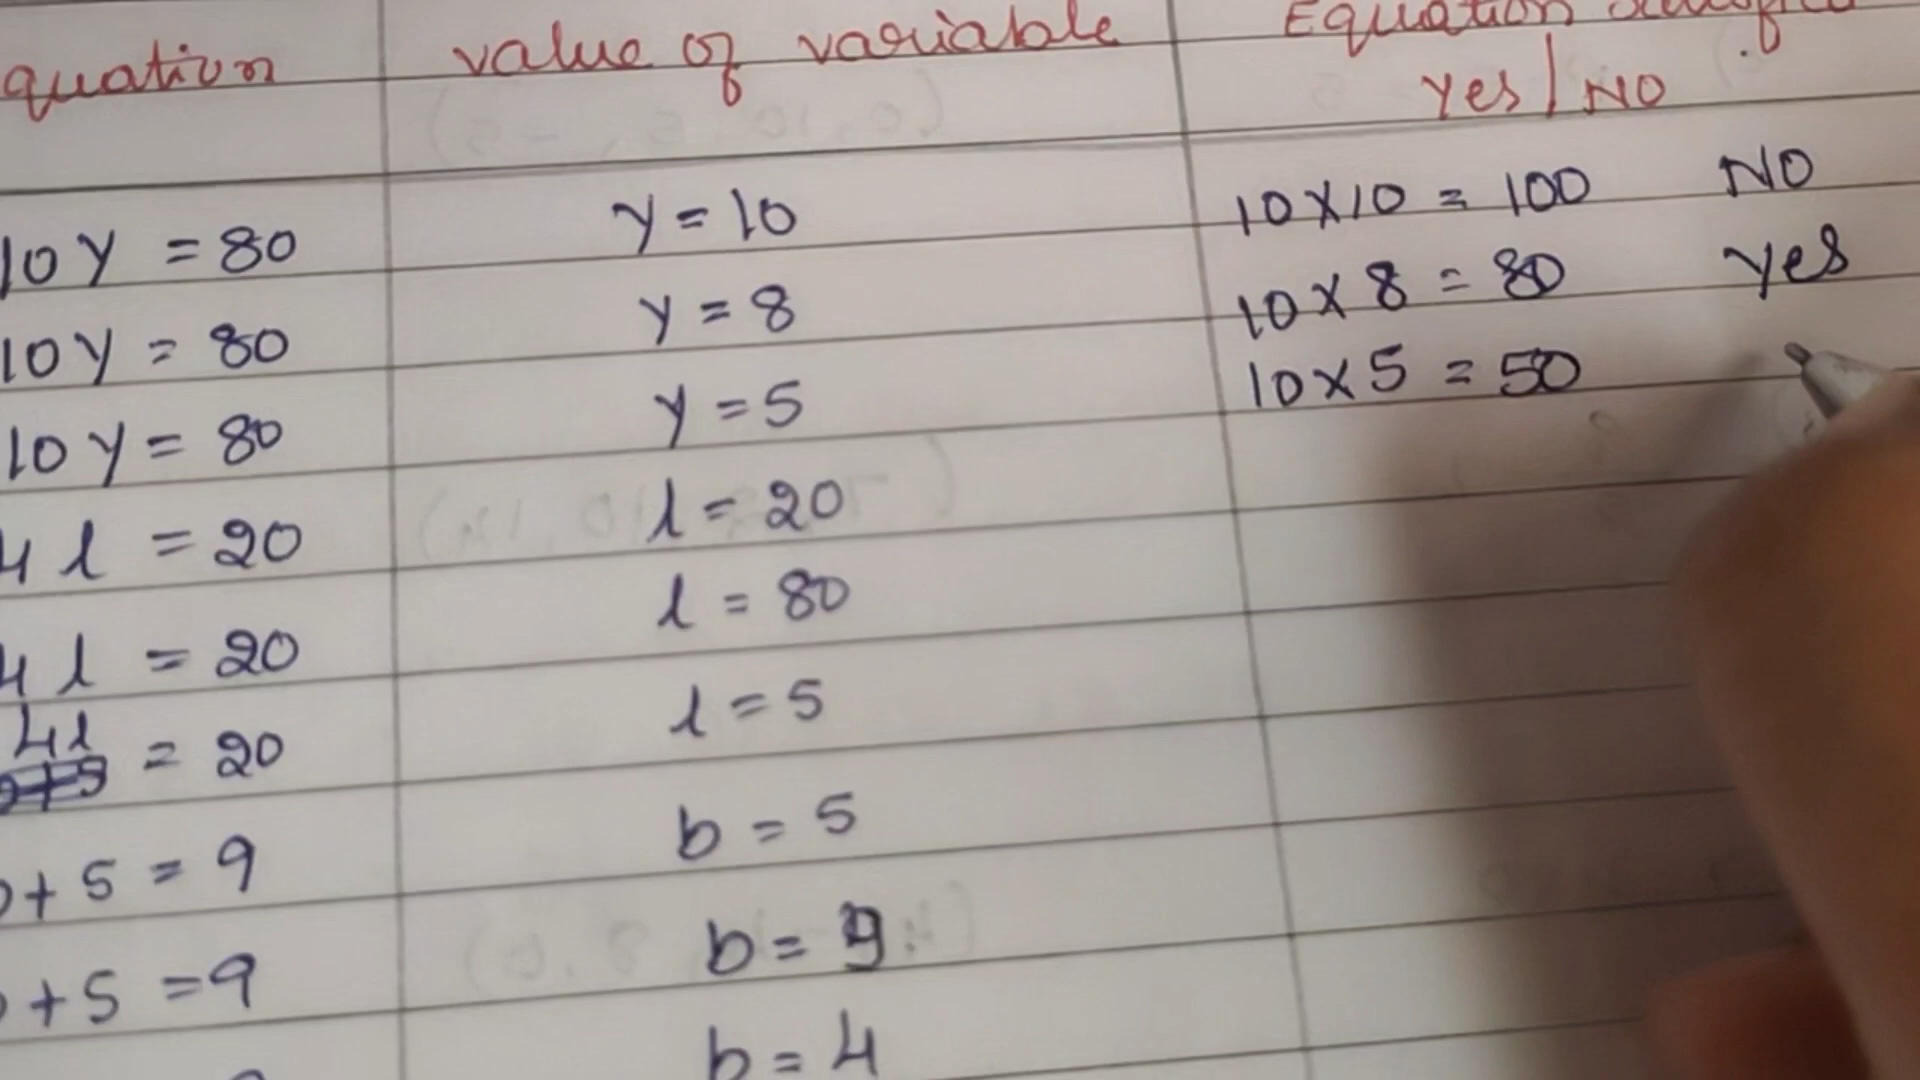 quation value of variable Equation
Yes/No
10y = 80 y = 10 10×10 = 100 No
10y = 80 y = 8 10×8 = 80 Yes
10y = 80 y = 5 10×5 = 50
4l = 20 l = 20
4l = 20 l = 80
4l = 20 l = 5
+5 = 9 b = 5
+5 = 9 b = 9
b = 4